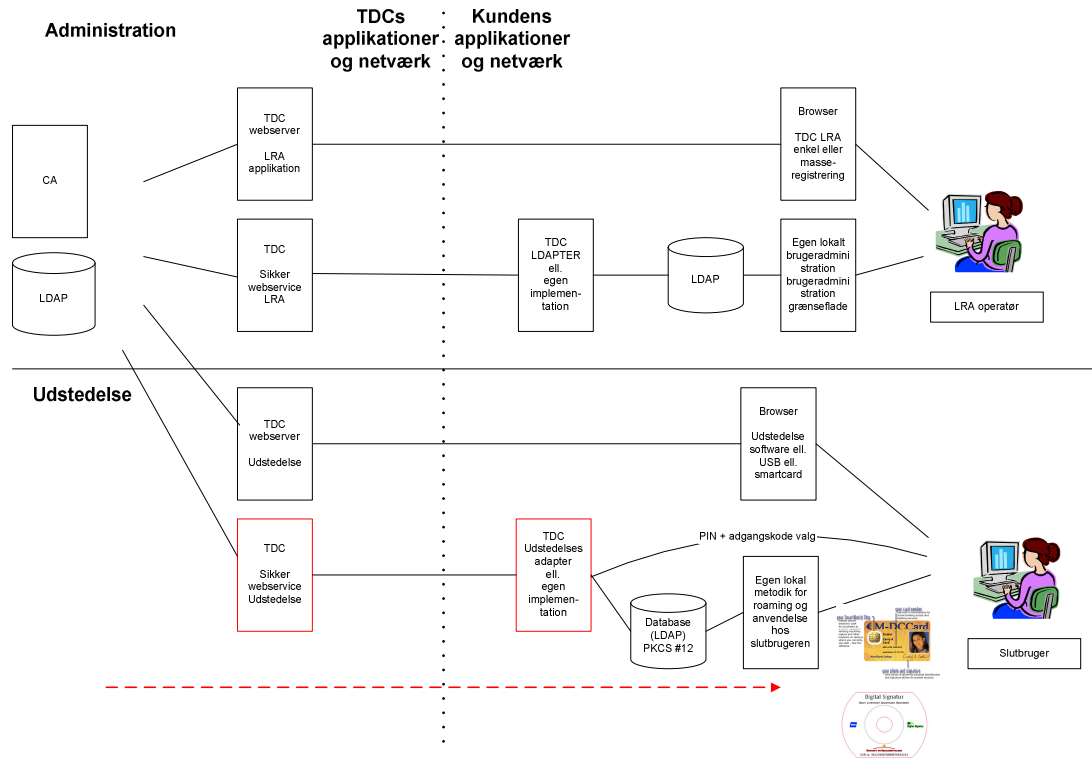 Administration
TDCs
applikationer
og netværk
Kundens
applikationer
og netværk
CA
LDAP
TDC
webserver
LRA
applikation
Browser
TDC LRA
enkel eller
masse-
registrering
TDC
Sikker
webservice
LRA
TDC
LDAPTER
ell.
egen
implemen-
tation
LDAP
Egen lokalt
brugeradmini
stration
brugeradmini
stration
grænseflade
LRA operatør
Udstedelse
TDC
webserver
Udstedelse
Browser
Udstedelse
software ell.
USB ell.
smartcard
TDC
Sikker
webservice
Udstedelse
TDC
Udstedelses
adapter
ell.
egen
implemen-
tation
PIN + adgangskode valg
Database
(LDAP)
PKCS #12
Egen lokal
metodik for
roaming og
anvendelse
hos
slutbrugeren
M-DCCard
Slutbruger
Digital Signatur